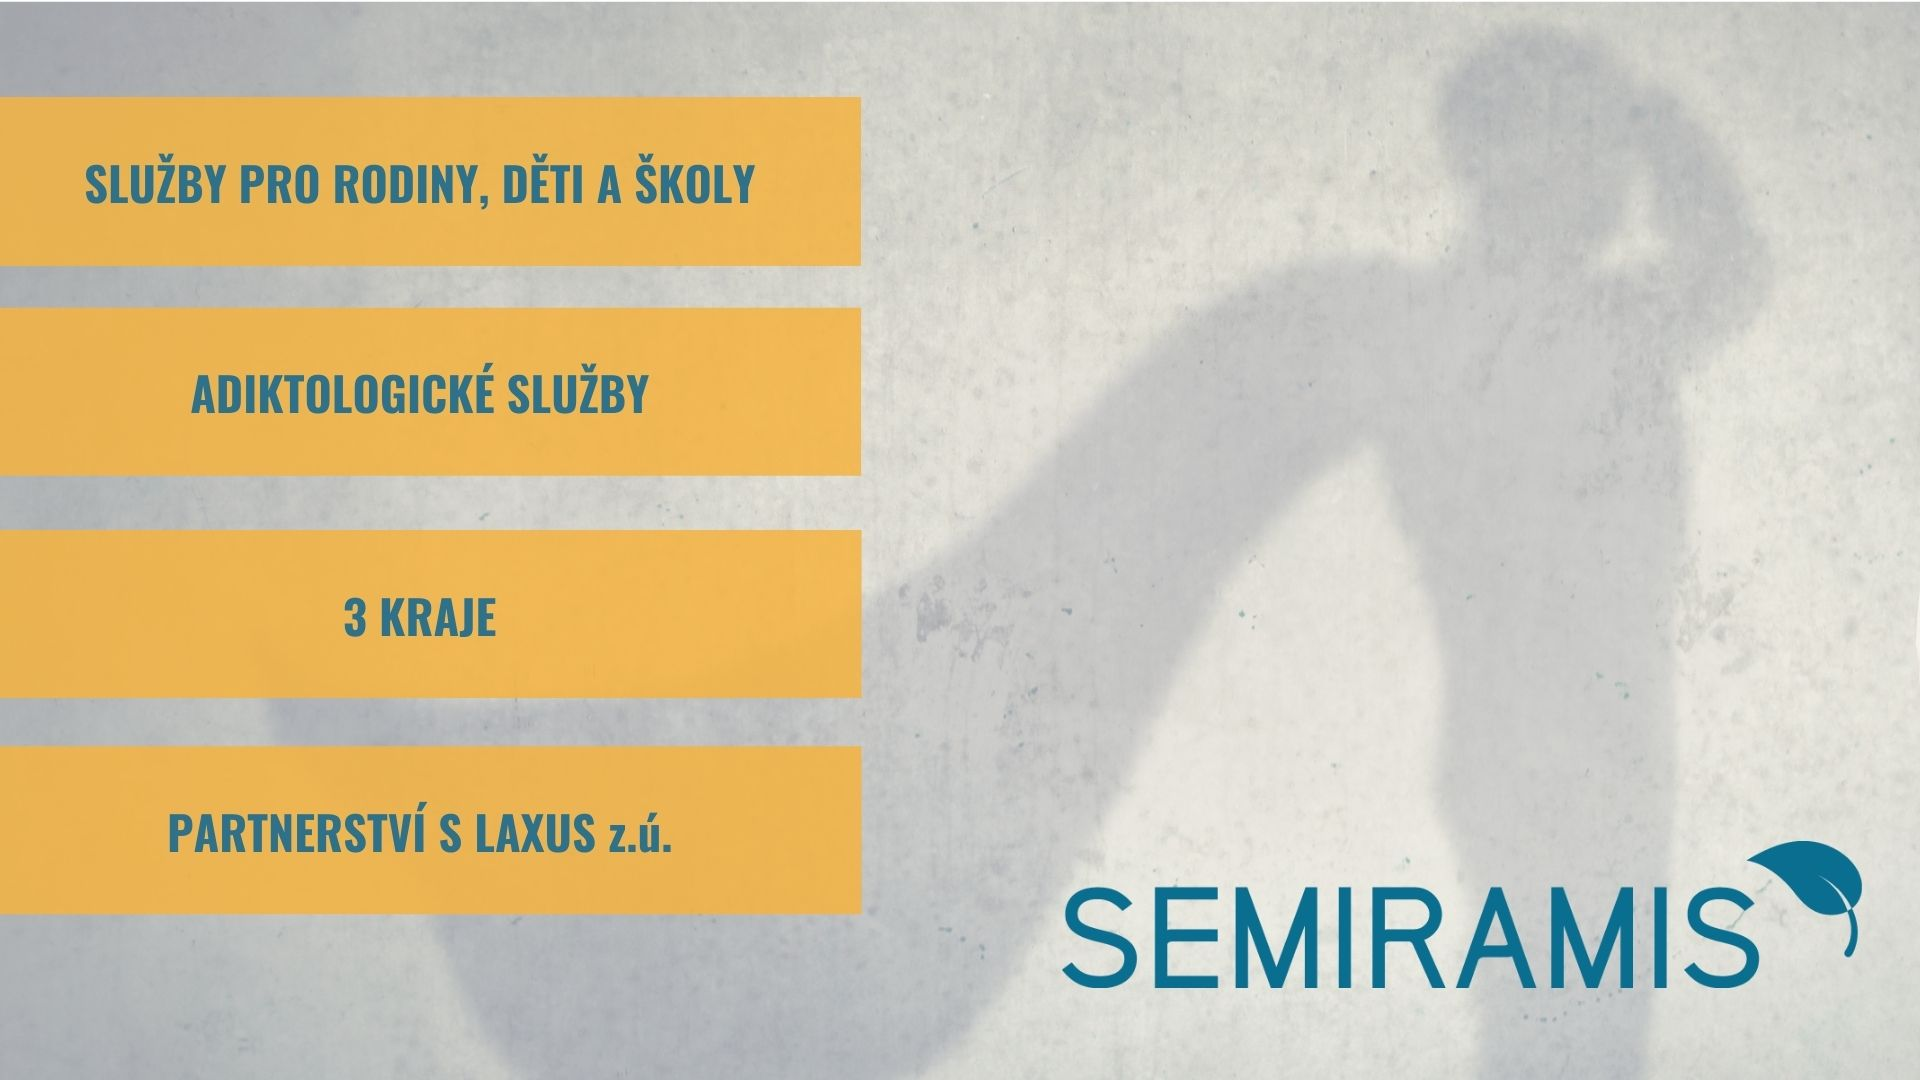 SLUŽBY PRO RODINY, DĚTI A ŠKOLY
ADIKTOLOGICKÉ SLUŽBY
3 KRAJE
PARTNERSTVÍ S LAXUS z.ú.
SEMIRAMIS